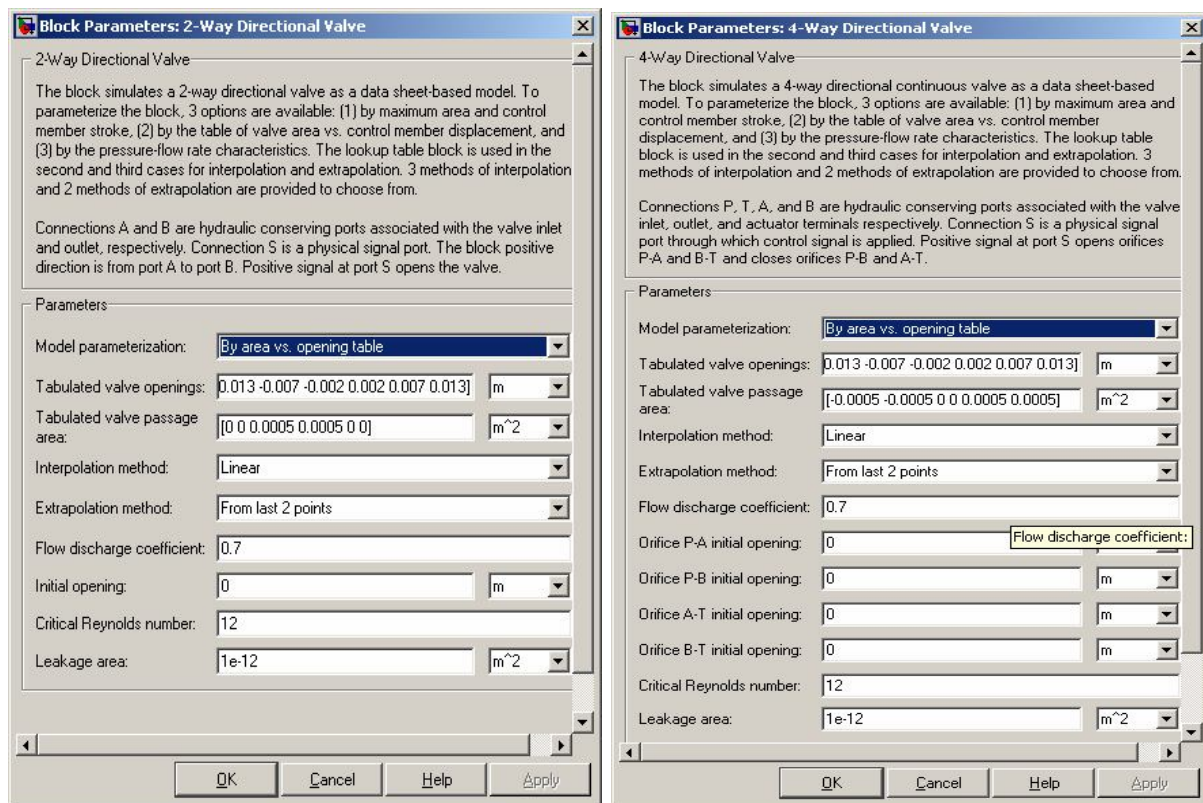 Block Parameters: 2-Way Directional Valve
2-Way Directional Valve
The block simulates a 2-way directional valve as a data sheet-based model. To
parameterize the block, 3 options are available: (1) by maximum area and control
member stroke, (2) by the table of valve area vs. control member displacement, and
(3) by the pressure-flow rate characteristics. The lookup table block is used in the
second and third cases for interpolation and extrapolation. 3 methods of interpolation
and 2 methods of extrapolation are provided to choose from.
Connections A and B are hydraulic conserving ports associated with the valve inlet
and outlet, respectively. Connection S is a physical signal port. The block positive
direction is from port A to port B. Positive signal at port S opens the valve.
Parameters
Model parameterization: By area vs. opening table
Tabulated valve openings: 0.013 -0.007 -0.002 0.002 0.007 0.013] m
Tabulated valve passage
area: [0 0 0.0005 0.0005 0 0] m^2
Interpolation method: Linear
Extrapolation method: From last 2 points
Flow discharge coefficient: 0.7
Initial opening: 0 m
Critical Reynolds number: 12
Leakage area: 1e-12 m^2
OK Cancel Help Apply
Block Parameters: 4-Way Directional Valve
4-Way Directional Valve
The block simulates a 4-way directional continuous valve as a data sheet-based
model. To parameterize the block, 3 options are available: (1) by maximum area and
control member stroke, (2) by the table of valve area vs. control member
displacement, and (3) by the pressure-flow rate characteristics. The lookup table
block is used in the second and third cases for interpolation and extrapolation. 3
methods of interpolation and 2 methods of extrapolation are provided to choose from.
Connections P, T, A, and B are hydraulic conserving ports associated with the valve
inlet, outlet, and actuator terminals respectively. Connection S is a physical signal
port through which control signal is applied. Positive signal at port S opens orifices
P-A and B-T and closes orifices P-B and A-T.
Parameters
Model parameterization: By area vs. opening table
Tabulated valve openings: 0.013 -0.007 -0.002 0.002 0.007 0.013] m
Tabulated valve passage
area: [-0.0005 -0.0005 0 0 0.0005 0.0005] m^2
Interpolation method: Linear
Extrapolation method: From last 2 points
Flow discharge coefficient: 0.7
Flow discharge coefficient:
Orifice P-A initial opening: 0
Orifice P-B initial opening: 0 m
Orifice A-T initial opening: 0 m
Orifice B-T initial opening: 0 m
Critical Reynolds number: 12
Leakage area: 1e-12 m^2
OK Cancel Help Apply